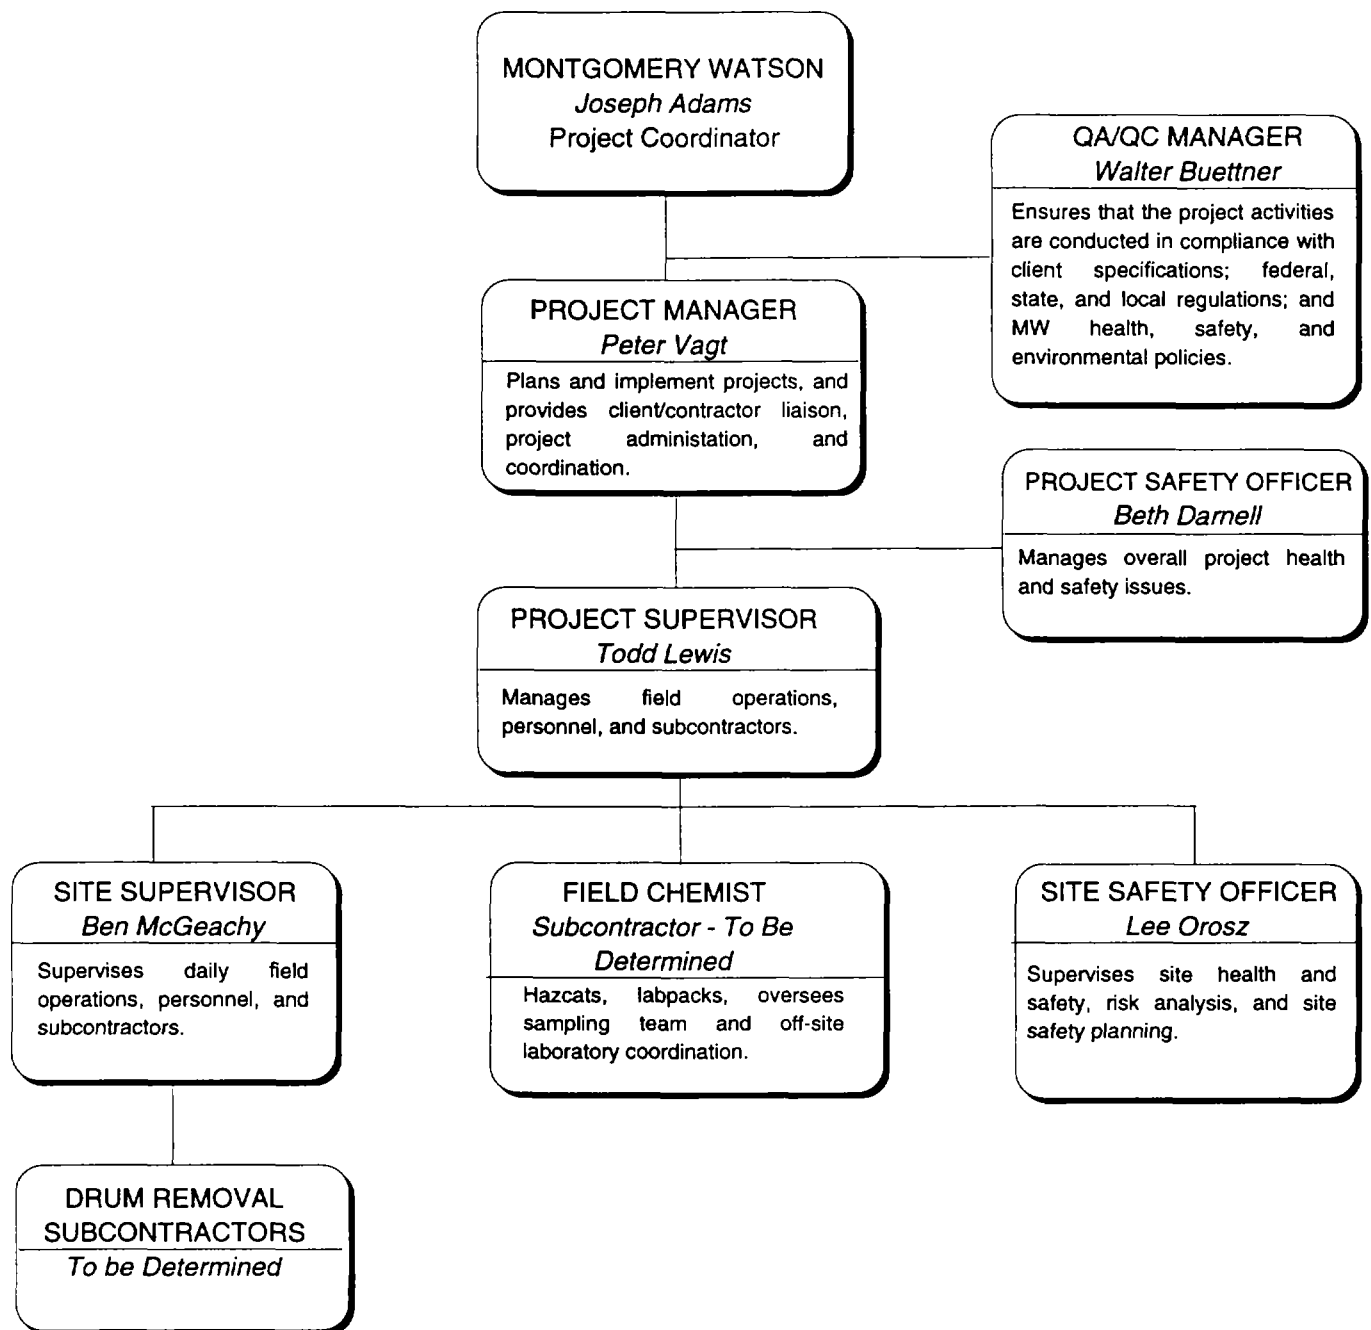 MONTGOMERY WATSON
Joseph Adams
Project Coordinator
QA/QC MANAGER
Walter Buettner
Ensures that the project activities
are conducted in compliance with
client specifications; federal,
state, and local regulations; and
MW health, safety, and
environmental policies.
PROJECT MANAGER
Peter Vagt
Plans and implement projects, and
provides client/contractor liaison,
project administation, and
coordination.
PROJECT SAFETY OFFICER
Beth Darnell
Manages overall project health
and safety issues.
PROJECT SUPERVISOR
Todd Lewis
Manages field operations,
personnel, and subcontractors.
SITE SUPERVISOR
Ben McGeachy
Supervises daily field
operations, personnel, and
subcontractors.
FIELD CHEMIST
Subcontractor - To Be
Determined
Hazcats, labpacks, oversees
sampling team and off-site
laboratory coordination.
SITE SAFETY OFFICER
Lee Orosz
Supervises site health and
safety, risk analysis, and site
safety planning.
DRUM REMOVAL
SUBCONTRACTORS
To be Determined